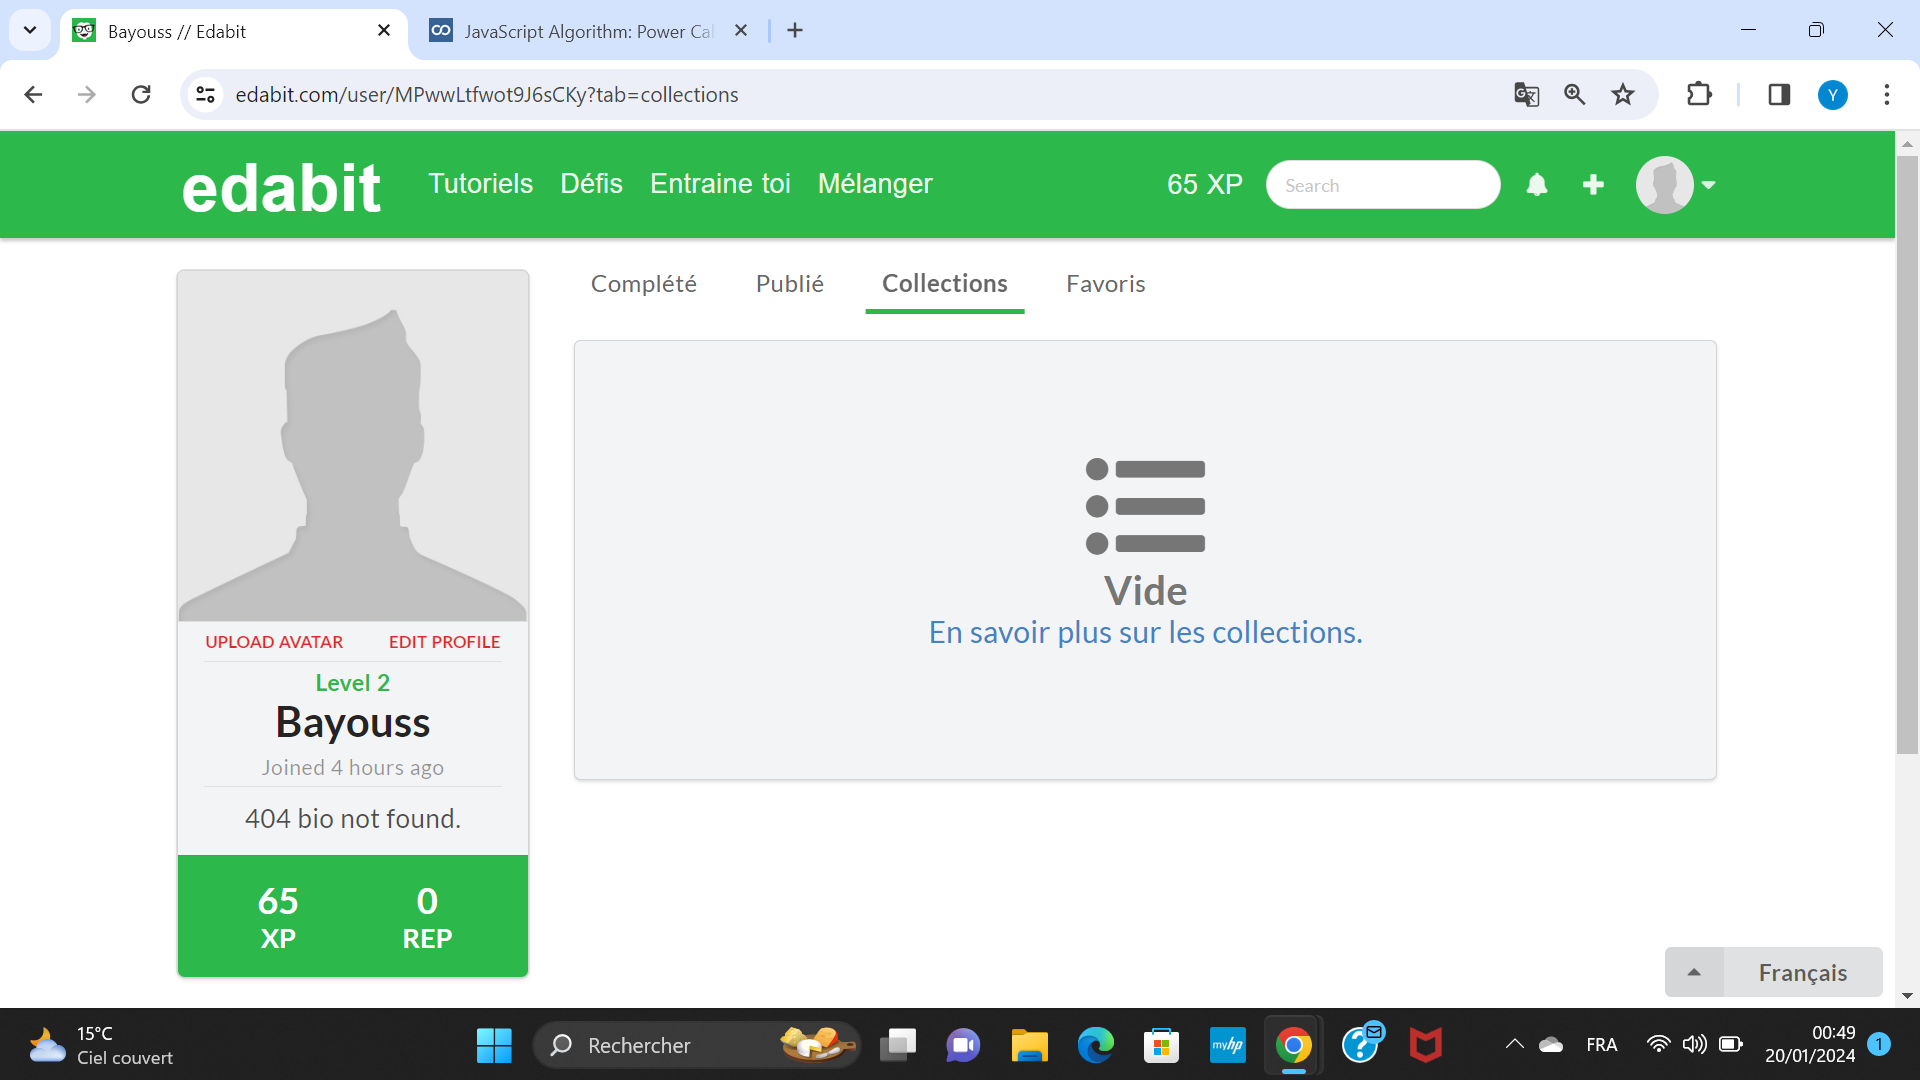 Bayouss // Edabit
JavaScript Algorithm: Power Cal
edabit.com/user/MPwwLtfwot9J6sCKy?tab=collections
Y
edabit
Tutoriels
Défis
Entraine toi
Mélanger
65 XP
Search
Complété
Publié
Collections
Favoris
UPLOAD AVATAR
EDIT PROFILE
Level 2
Bayouss
Joined 4 hours ago
404 bio not found.
65
XP
0
REP
Vide
En savoir plus sur les collections.
Français
15°C
Ciel couvert
Rechercher
myhp
FRA
00:49
20/01/2024
1